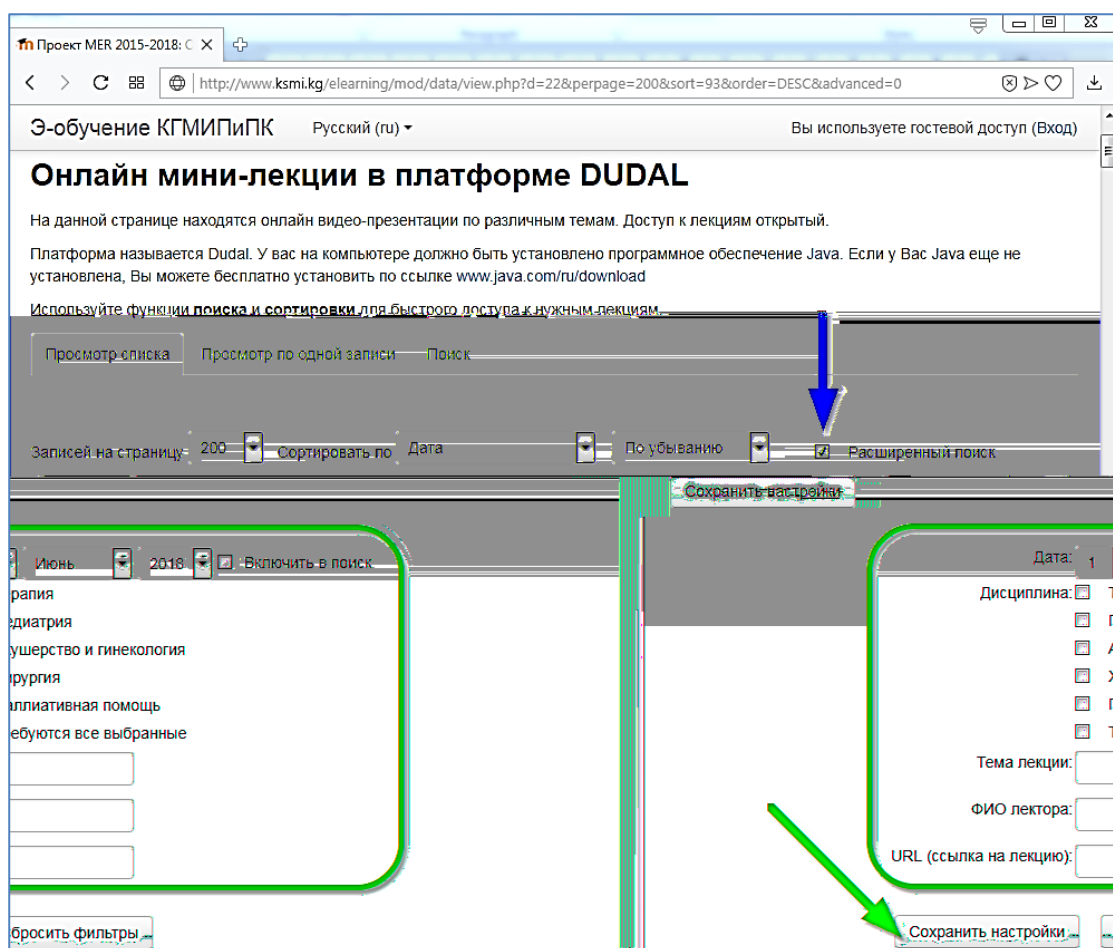 Проект MER 2015-2018: С
http://www.ksmi.kg/elearning/mod/data/view.php?d=22&perpage=200&sort=93&order=DESC&advanced=0
Э-обучение КГМИПиПК Русский (ru) Вы используете гостевой доступ (Вход)
Онлайн мини-лекции в платформе DUDAL
На данной странице находятся онлайн видео-презентации по различным темам. Доступ к лекциям открытый.
Платформа называется Dudal. У вас на компьютере должно быть установлено программное обеспечение Java. Если у Вас Java еще не
установлена, Вы можете бесплатно установить по ссылке www.java.com/ru/download
Используйте функции поиска и сортировки для быстрого доступа к нужным лекциям.
Просмотр списка Просмотр по одной записи Поиск
Записей на страницу 200 Сортировать по Дата По убыванию Расширенный поиск
Сохранить настройки
Июнь 2018 Включить в поиск Дата: 1
рапия Дисциплина: Т
едиатрия П
ушерство и гинекология А
ирургия Х
аллиативная помощь П
ебуются все выбранные Т
Тема лекции:
ФИО лектора:
URL (ссылка на лекцию):
бросить фильтры Сохранить настройки